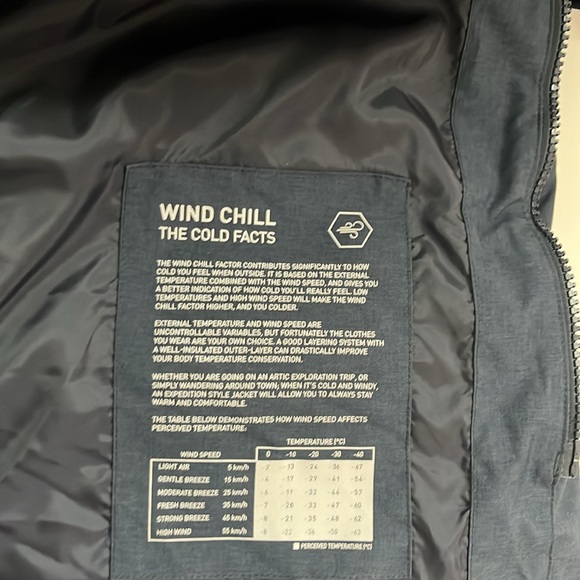 WIND CHILL
THE COLD FACTS
THE WIND CHILL FACTOR CONTRIBUTES SIGNIFICANTLY TO HOW
COLD YOU FEEL WHEN OUTSIDE. IT IS BASED ON THE EXTERNAL
TEMPERATURE COMBINED WITH THE WIND SPEED, AND GIVES YOU
A BETTER INDICATION OF HOW COLD YOU'LL REALLY FEEL. LOW
TEMPERATURES AND HIGH WIND SPEED WILL MAKE THE WIND
CHILL FACTOR HIGHER, AND YOU COLDER.
EXTERNAL TEMPERATURE AND WIND SPEED ARE
UNCONTROLLABLE VARIABLES, BUT FORTUNATELY THE CLOTHES
YOU WEAR ARE YOUR OWN CHOICE. A GOOD LAYERING SYSTEM WITH
A WELL-INSULATED OUTER-LAYER CAN DRASTICALLY IMPROVE
YOUR BODY TEMPERATURE CONSERVATION.
WHETHER YOU ARE GOING ON AN ARTIC EXPLORATION TRIP, OR
SIMPLY WANDERING AROUND TOWN; WHEN IT'S COLD AND WINDY,
AN EXPEDITION STYLE JACKET WILL ALLOW YOU TO ALWAYS STAY
WARM AND COMFORTABLE.
THE TABLE BELOW DEMONSTRATES HOW WIND SPEED AFFECTS
PERCEIVED TEMPERATURE.
TEMPERATURE (°C)
WIND SPEED 0 -10 -20 -30 -40
LIGHT AIR 5 km/h -2 -13 -24 -36 -47
GENTLE BREEZE 15 km/h -4 -17 -29 -41 -54
MODERATE BREEZE 25 km/h -6 -19 -32 -44 -57
FRESH BREEZE 35 km/h -7 -20 -33 -47 -60
STRONG BREEZE 45 km/h -8 -21 -35 -48 -62
HIGH WIND 55 km/h -8 -22 -36 -50 -63
PERCEIVED TEMPERATURE (°C)